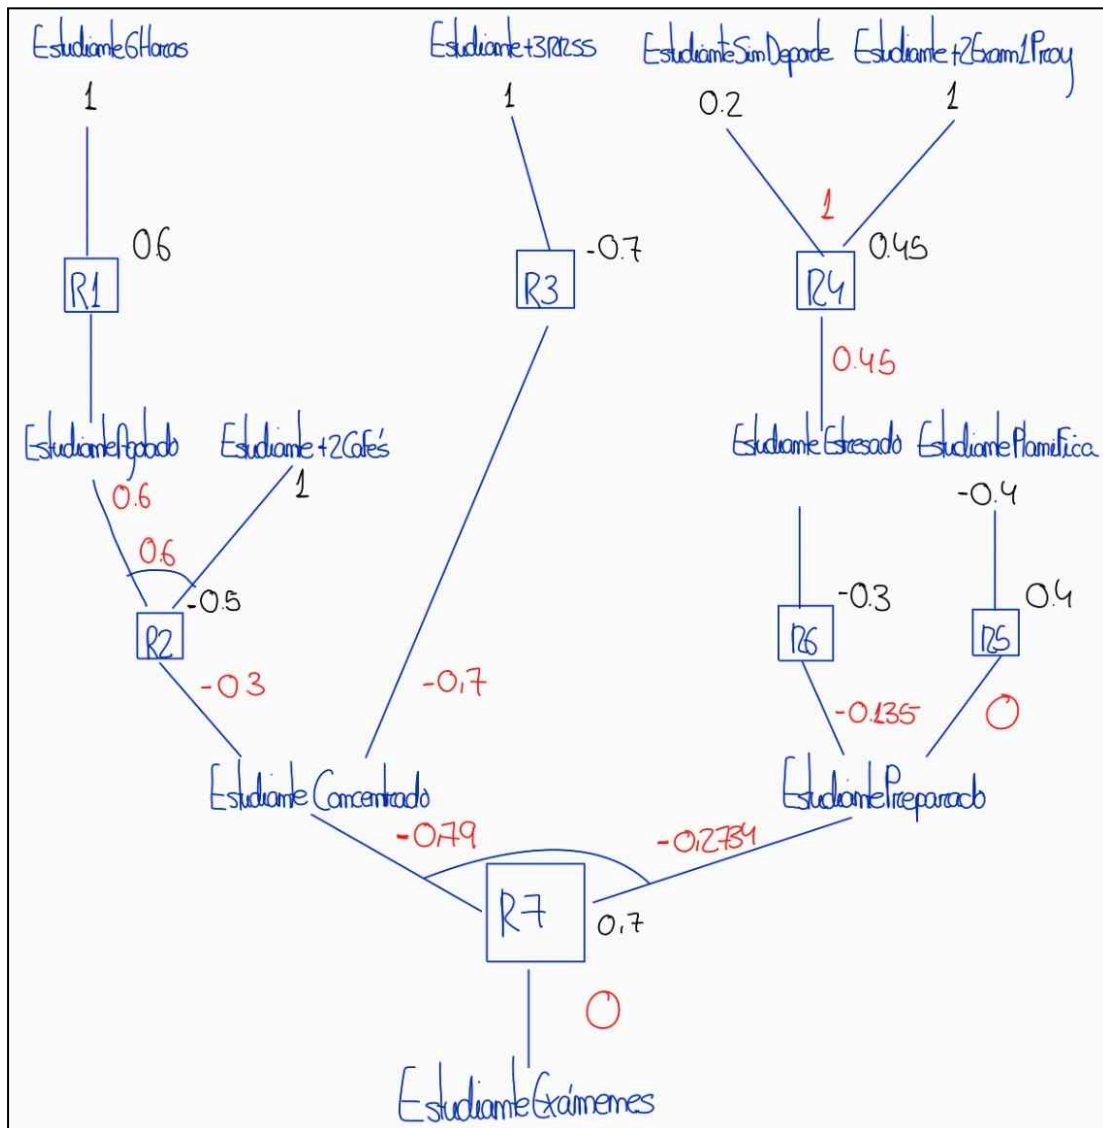 Estudiante6Horas Estudiante+3RRSS EstudianteSinDeporte Estudiante+2Exam1Proy
1 1 0.2 1
1
0.6 -0.7 0.45
R1 R3 R4
0.45
EstudianteAgobado Estudiante+2Cafés EstudianteEstresado EstudiantePlanifica
0.6 1 -0.4
0.6
-0.5 -0.3 0.4
R2 R6 R5
-0.3 -0.7 -0.135 0
EstudianteConcentrado EstudiantePreparado
-0.79 -0.2734
R7 0.7
0
EstudianteExámenes